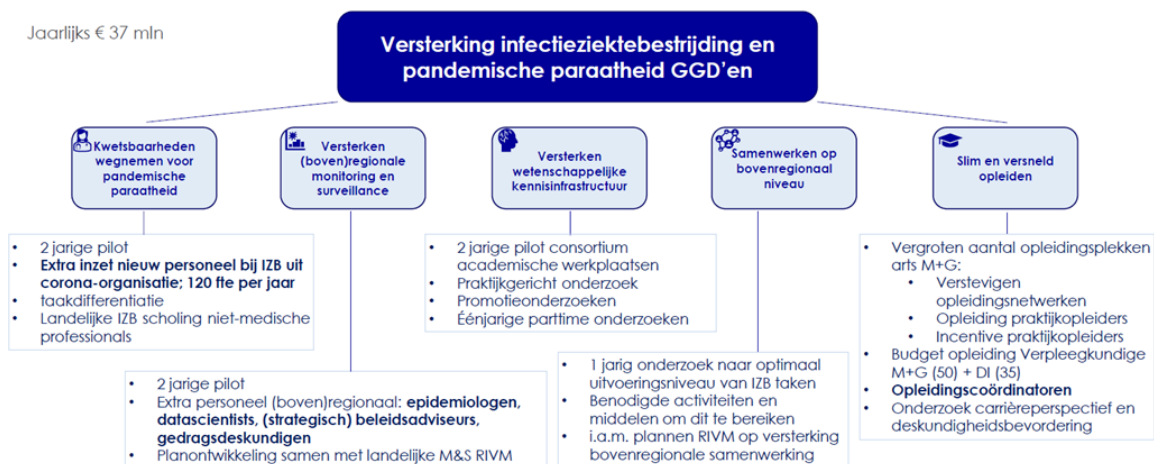 Jaarlijks € 37 mln
Versterking infectieziektebestrijding en
pandemische paraatheid GGD'en
Kwetsbaarheden
wegnemen voor
pandemische
paraatheid
Versterken
(boven)regionale
monitoring en
surveillance
Versterken
wetenschappelijke
kennisinfrastructuur
Samenwerken op
bovenregionaal
niveau
Slim en versneld
opleiden
• 2 jarige pilot
• Extra inzet nieuw personeel bij IZB uit
corona-organisatie; 120 fte per jaar
• taakdifferentiatie
• Landelijke IZB scholing niet-medische
professionals
• 2 jarige pilot
• Extra personeel (boven)regionaal: epidemiologen,
datascientists, (strategisch) beleidsadviseurs,
gedragsdeskundigen
• Planontwikkeling samen met landelijke M&S RIVM
• 2 jarige pilot consortium
academische werkplaatsen
• Praktijkgericht onderzoek
• Promotieonderzoeken
• Éénjarige parttime onderzoeken
• 1 jarig onderzoek naar optimaal
uitvoeringsniveau van IZB taken
• Benodigde activiteiten en
middelen om dit te bereiken
• i.a.m. plannen RIVM op versterking
bovenregionale samenwerking
• Vergroten aantal opleidingsplekken
arts M+G:
• Verstevigen
opleidingsnetwerken
• Opleiding praktijkopleiders
• Incentive praktijkopleiders
• Budget opleiding Verpleegkundige
M+G (50) + DI (35)
• Opleidingscoördinatoren
• Onderzoek carrièreperspectief en
deskundigheidsbevordering